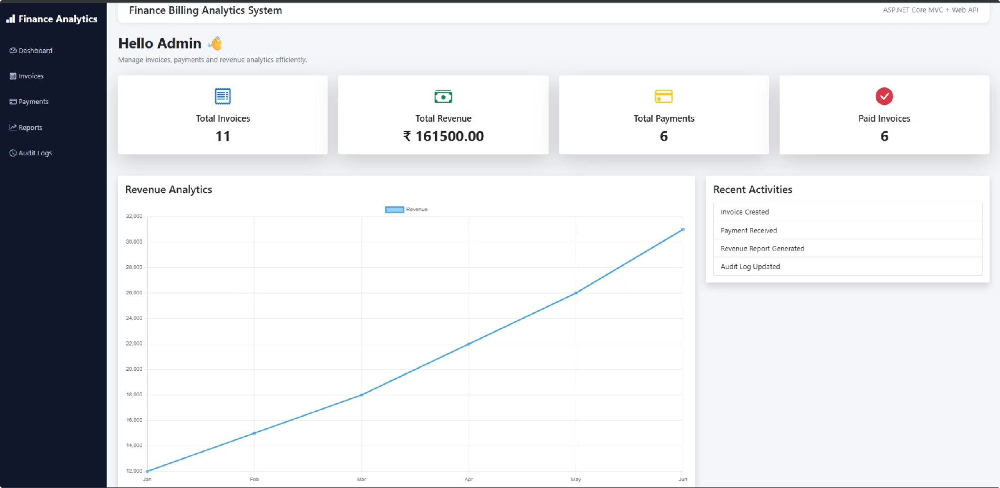 Finance Billing Analytics System
ASP.NET Core MVC + Web API
Finance Analytics
Dashboard
Invoices
Payments
Reports
Audit Logs
Hello Admin 👋
Manage invoices, payments and revenue analytics efficiently.
Total Invoices
11
Total Revenue
₹ 161500.00
Total Payments
6
Paid Invoices
6
Revenue Analytics
Revenue
32,000
30,000
28,000
26,000
24,000
22,000
20,000
18,000
16,000
14,000
12,000
Jan Feb Mar Apr May Jun
Recent Activities
Invoice Created
Payment Received
Revenue Report Generated
Audit Log Updated